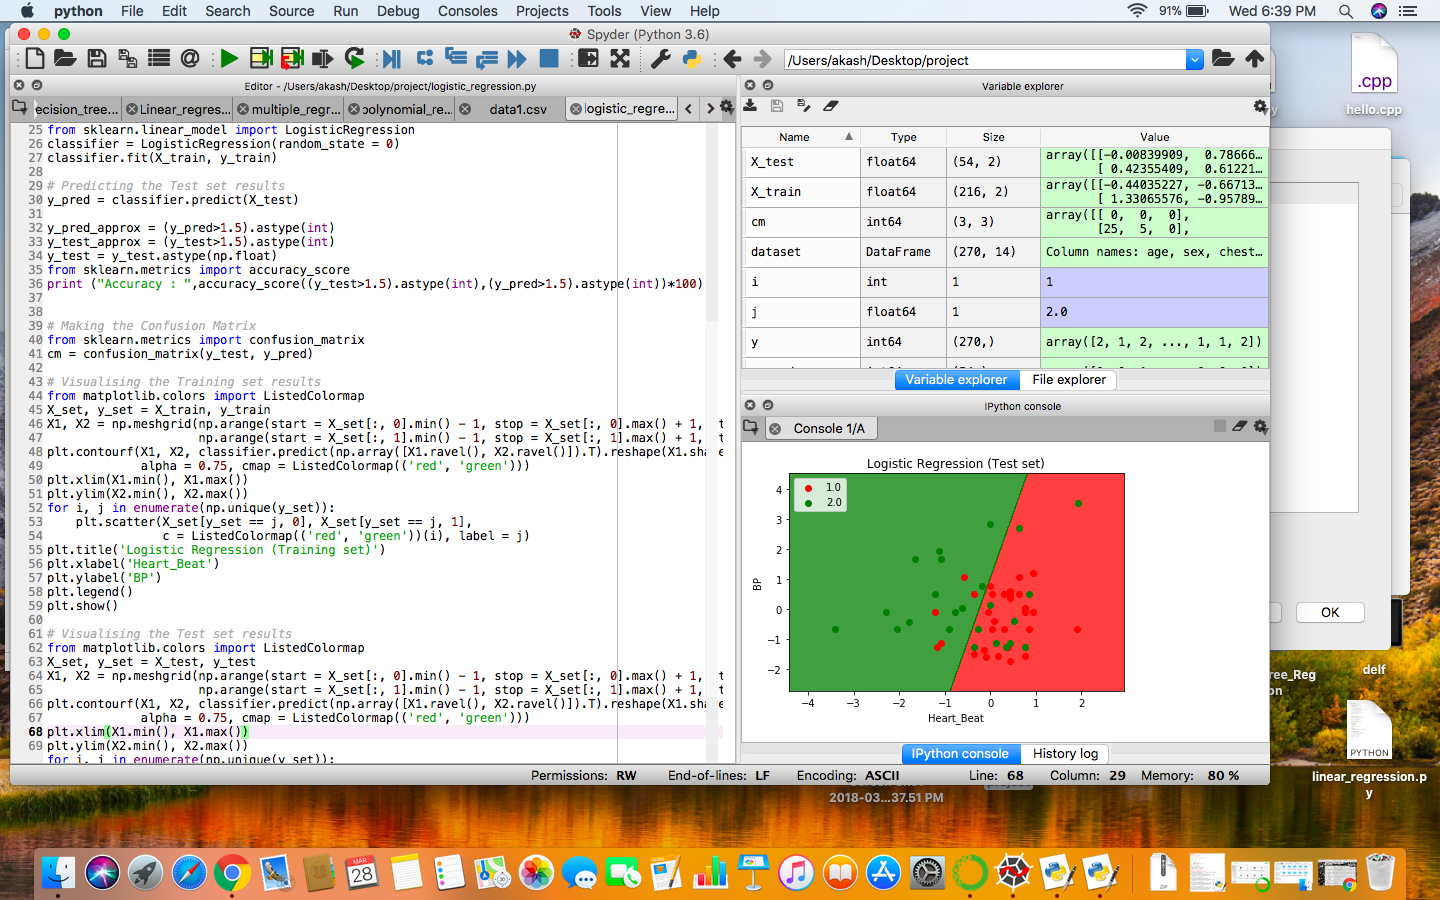 python File Edit Search Source Run Debug Consoles Projects Tools View Help 91% Wed 6:39 PM
Spyder (Python 3.6)
/Users/akash/Desktop/project
Editor - /Users/akash/Desktop/project/logistic_regression.py
ecision_tree... Linear_regres... multiple_regr... polynomial_re... data1.csv logistic_regre...
25 from sklearn.linear_model import LogisticRegression
26 classifier = LogisticRegression(random_state = 0)
27 classifier.fit(X_train, y_train)
28
29 # Predicting the Test set results
30 y_pred = classifier.predict(X_test)
31
32 y_pred_approx = (y_pred>1.5).astype(int)
33 y_test_approx = (y_test>1.5).astype(int)
34 y_test = y_test.astype(np.float)
35 from sklearn.metrics import accuracy_score
36 print ("Accuracy : ",accuracy_score((y_test>1.5).astype(int),(y_pred>1.5).astype(int))*100)
37
38
39 # Making the Confusion Matrix
40 from sklearn.metrics import confusion_matrix
41 cm = confusion_matrix(y_test, y_pred)
42
43 # Visualising the Training set results
44 from matplotlib.colors import ListedColormap
45 X_set, y_set = X_train, y_train
46 X1, X2 = np.meshgrid(np.arange(start = X_set[:, 0].min() - 1, stop = X_set[:, 0].max() + 1,
47 np.arange(start = X_set[:, 1].min() - 1, stop = X_set[:, 1].max() + 1,
48 plt.contourf(X1, X2, classifier.predict(np.array([X1.ravel(), X2.ravel()]).T).reshape(X1.sha
49 alpha = 0.75, cmap = ListedColormap(('red', 'green')))
50 plt.xlim(X1.min(), X1.max())
51 plt.ylim(X2.min(), X2.max())
52 for i, j in enumerate(np.unique(y_set)):
53 plt.scatter(X_set[y_set == j, 0], X_set[y_set == j, 1],
54 c = ListedColormap(('red', 'green'))(i), label = j)
55 plt.title('Logistic Regression (Training set)')
56 plt.xlabel('Heart_Beat')
57 plt.ylabel('BP')
58 plt.legend()
59 plt.show()
60
61 # Visualising the Test set results
62 from matplotlib.colors import ListedColormap
63 X_set, y_set = X_test, y_test
64 X1, X2 = np.meshgrid(np.arange(start = X_set[:, 0].min() - 1, stop = X_set[:, 0].max() + 1,
65 np.arange(start = X_set[:, 1].min() - 1, stop = X_set[:, 1].max() + 1,
66 plt.contourf(X1, X2, classifier.predict(np.array([X1.ravel(), X2.ravel()]).T).reshape(X1.sha
67 alpha = 0.75, cmap = ListedColormap(('red', 'green')))
68 plt.xlim(X1.min(), X1.max())
69 plt.ylim(X2.min(), X2.max())
for i, j in enumerate(np.unique(y_set)):
Variable explorer
Name Type Size Value
X_test float64 (54, 2) array([[-0.00839909, 0.78666...
[ 0.42355409, 0.61221...
X_train float64 (216, 2) array([[-0.44035227, -0.66713...
[ 1.33065576, -0.95789...
cm int64 (3, 3) array([[ 0, 0, 0],
[25, 5, 0],
dataset DataFrame (270, 14) Column names: age, sex, chest...
i int 1 1
j float64 1 2.0
y int64 (270,) array([2, 1, 2, ..., 1, 1, 2])
Variable explorer File explorer
IPython console
Console 1/A
Logistic Regression (Test set)
1.0
2.0
4
3
2
1
0
−1
−2
BP
−4 −3 −2 −1 0 1 2
Heart_Beat
IPython console History log
Permissions: RW End-of-lines: LF Encoding: ASCII Line: 68 Column: 29 Memory: 80 %
.cpp
hello.cpp
OK
delf
ree_Reg
on
PYTHON
linear_regression.p
y
2018-03...37.51 PM
MAR
28
ZIP